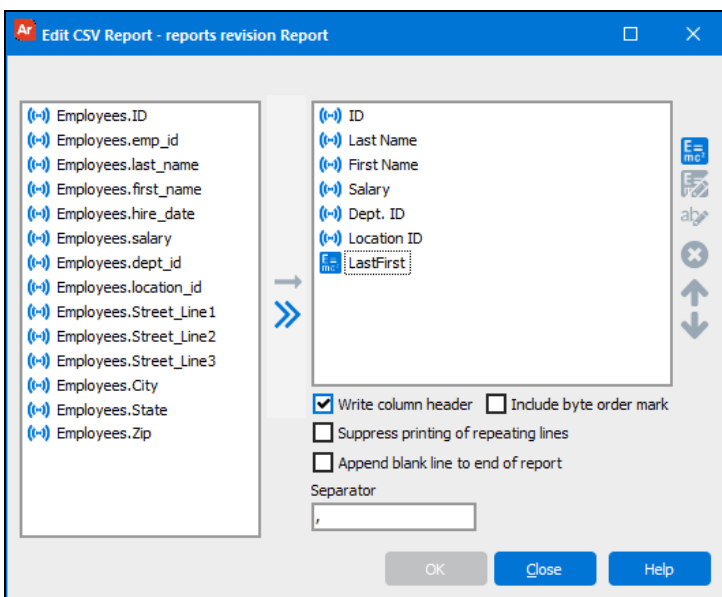 Ar Edit CSV Report - reports revision Report
Employees.ID
Employees.emp_id
Employees.last_name
Employees.first_name
Employees.hire_date
Employees.salary
Employees.dept_id
Employees.location_id
Employees.Street_Line1
Employees.Street_Line2
Employees.Street_Line3
Employees.City
Employees.State
Employees.Zip
ID
Last Name
First Name
Salary
Dept. ID
Location ID
E= mc² LastFirst
E= mc²
ab
Write column header Include byte order mark
Suppress printing of repeating lines
Append blank line to end of report
Separator
,
OK Close Help